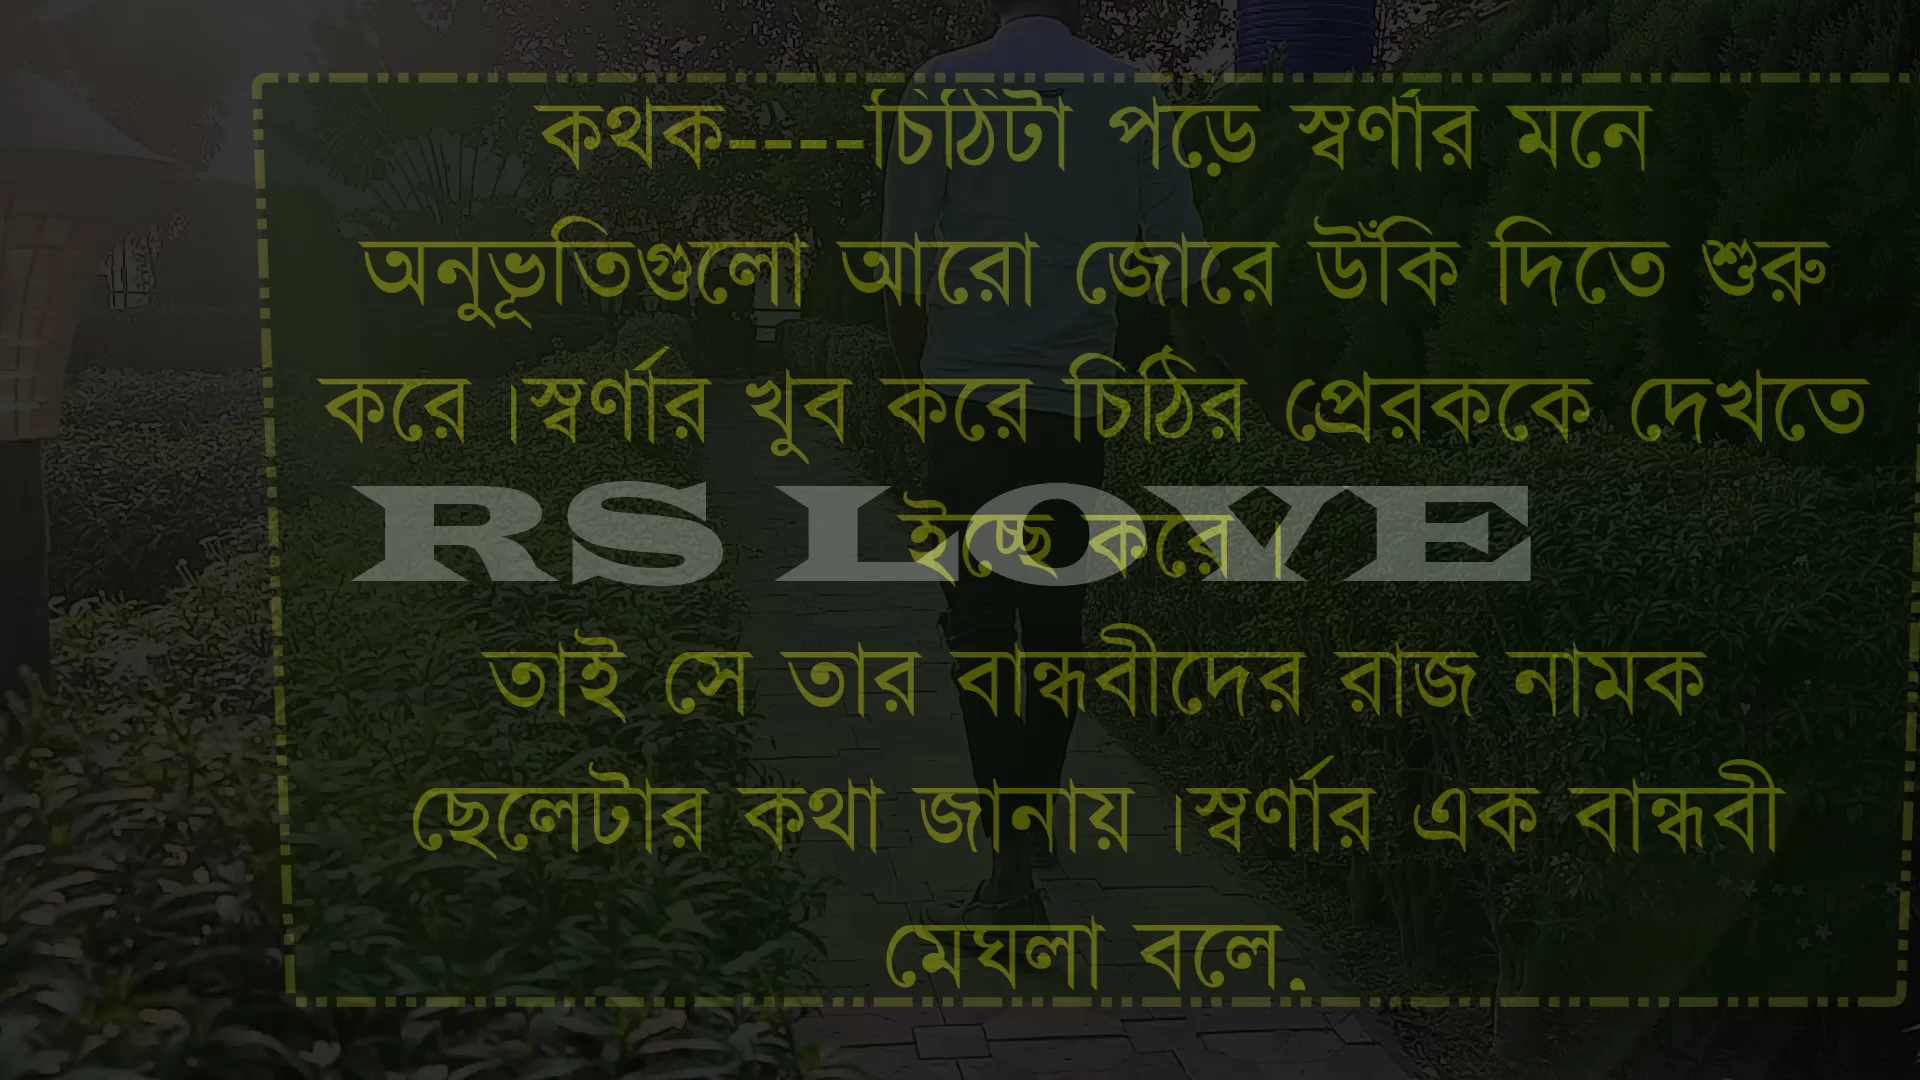 কথক----চিঠিটা পড়ে স্বর্ণার মনে
অনুভূতিগুলো আরো জোরে উঁকি দিতে শুরু
করে।স্বর্ণার খুব করে চিঠির প্রেরককে দেখতে
ইচ্ছে করে।
RS LOVE
তাই সে তার বান্ধবীদের রাজ নামক
ছেলেটার কথা জানায়।স্বর্ণার এক বান্ধবী
মেঘলা বলে.